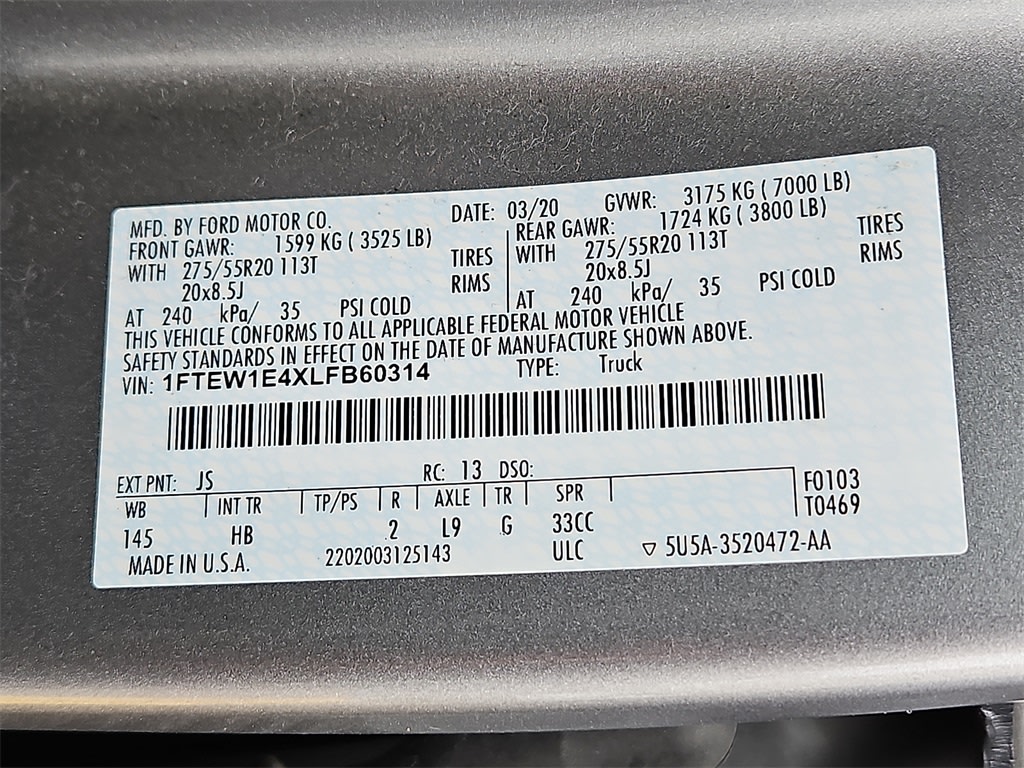 MFD. BY FORD MOTOR CO. DATE: 03/20 GVWR: 3175 KG ( 7000 LB)
FRONT GAWR: 1599 KG ( 3525 LB) REAR GAWR: 1724 KG ( 3800 LB)
WITH 275/55R20 113T TIRES WITH 275/55R20 113T TIRES
20x8.5J RIMS 20x8.5J RIMS
AT 240 kPa/ 35 PSI COLD AT 240 kPa/ 35 PSI COLD
THIS VEHICLE CONFORMS TO ALL APPLICABLE FEDERAL MOTOR VEHICLE
SAFETY STANDARDS IN EFFECT ON THE DATE OF MANUFACTURE SHOWN ABOVE.
VIN: 1FTEW1E4XLFB60314 TYPE: Truck
EXT PNT: JS RC: 13 DSO:
WB INT TR TP/PS R AXLE TR SPR F0103
145 HB 2 L9 G 33CC T0469
MADE IN U.S.A. 2202003125143 ULC ▽ 5U5A-3520472-AA